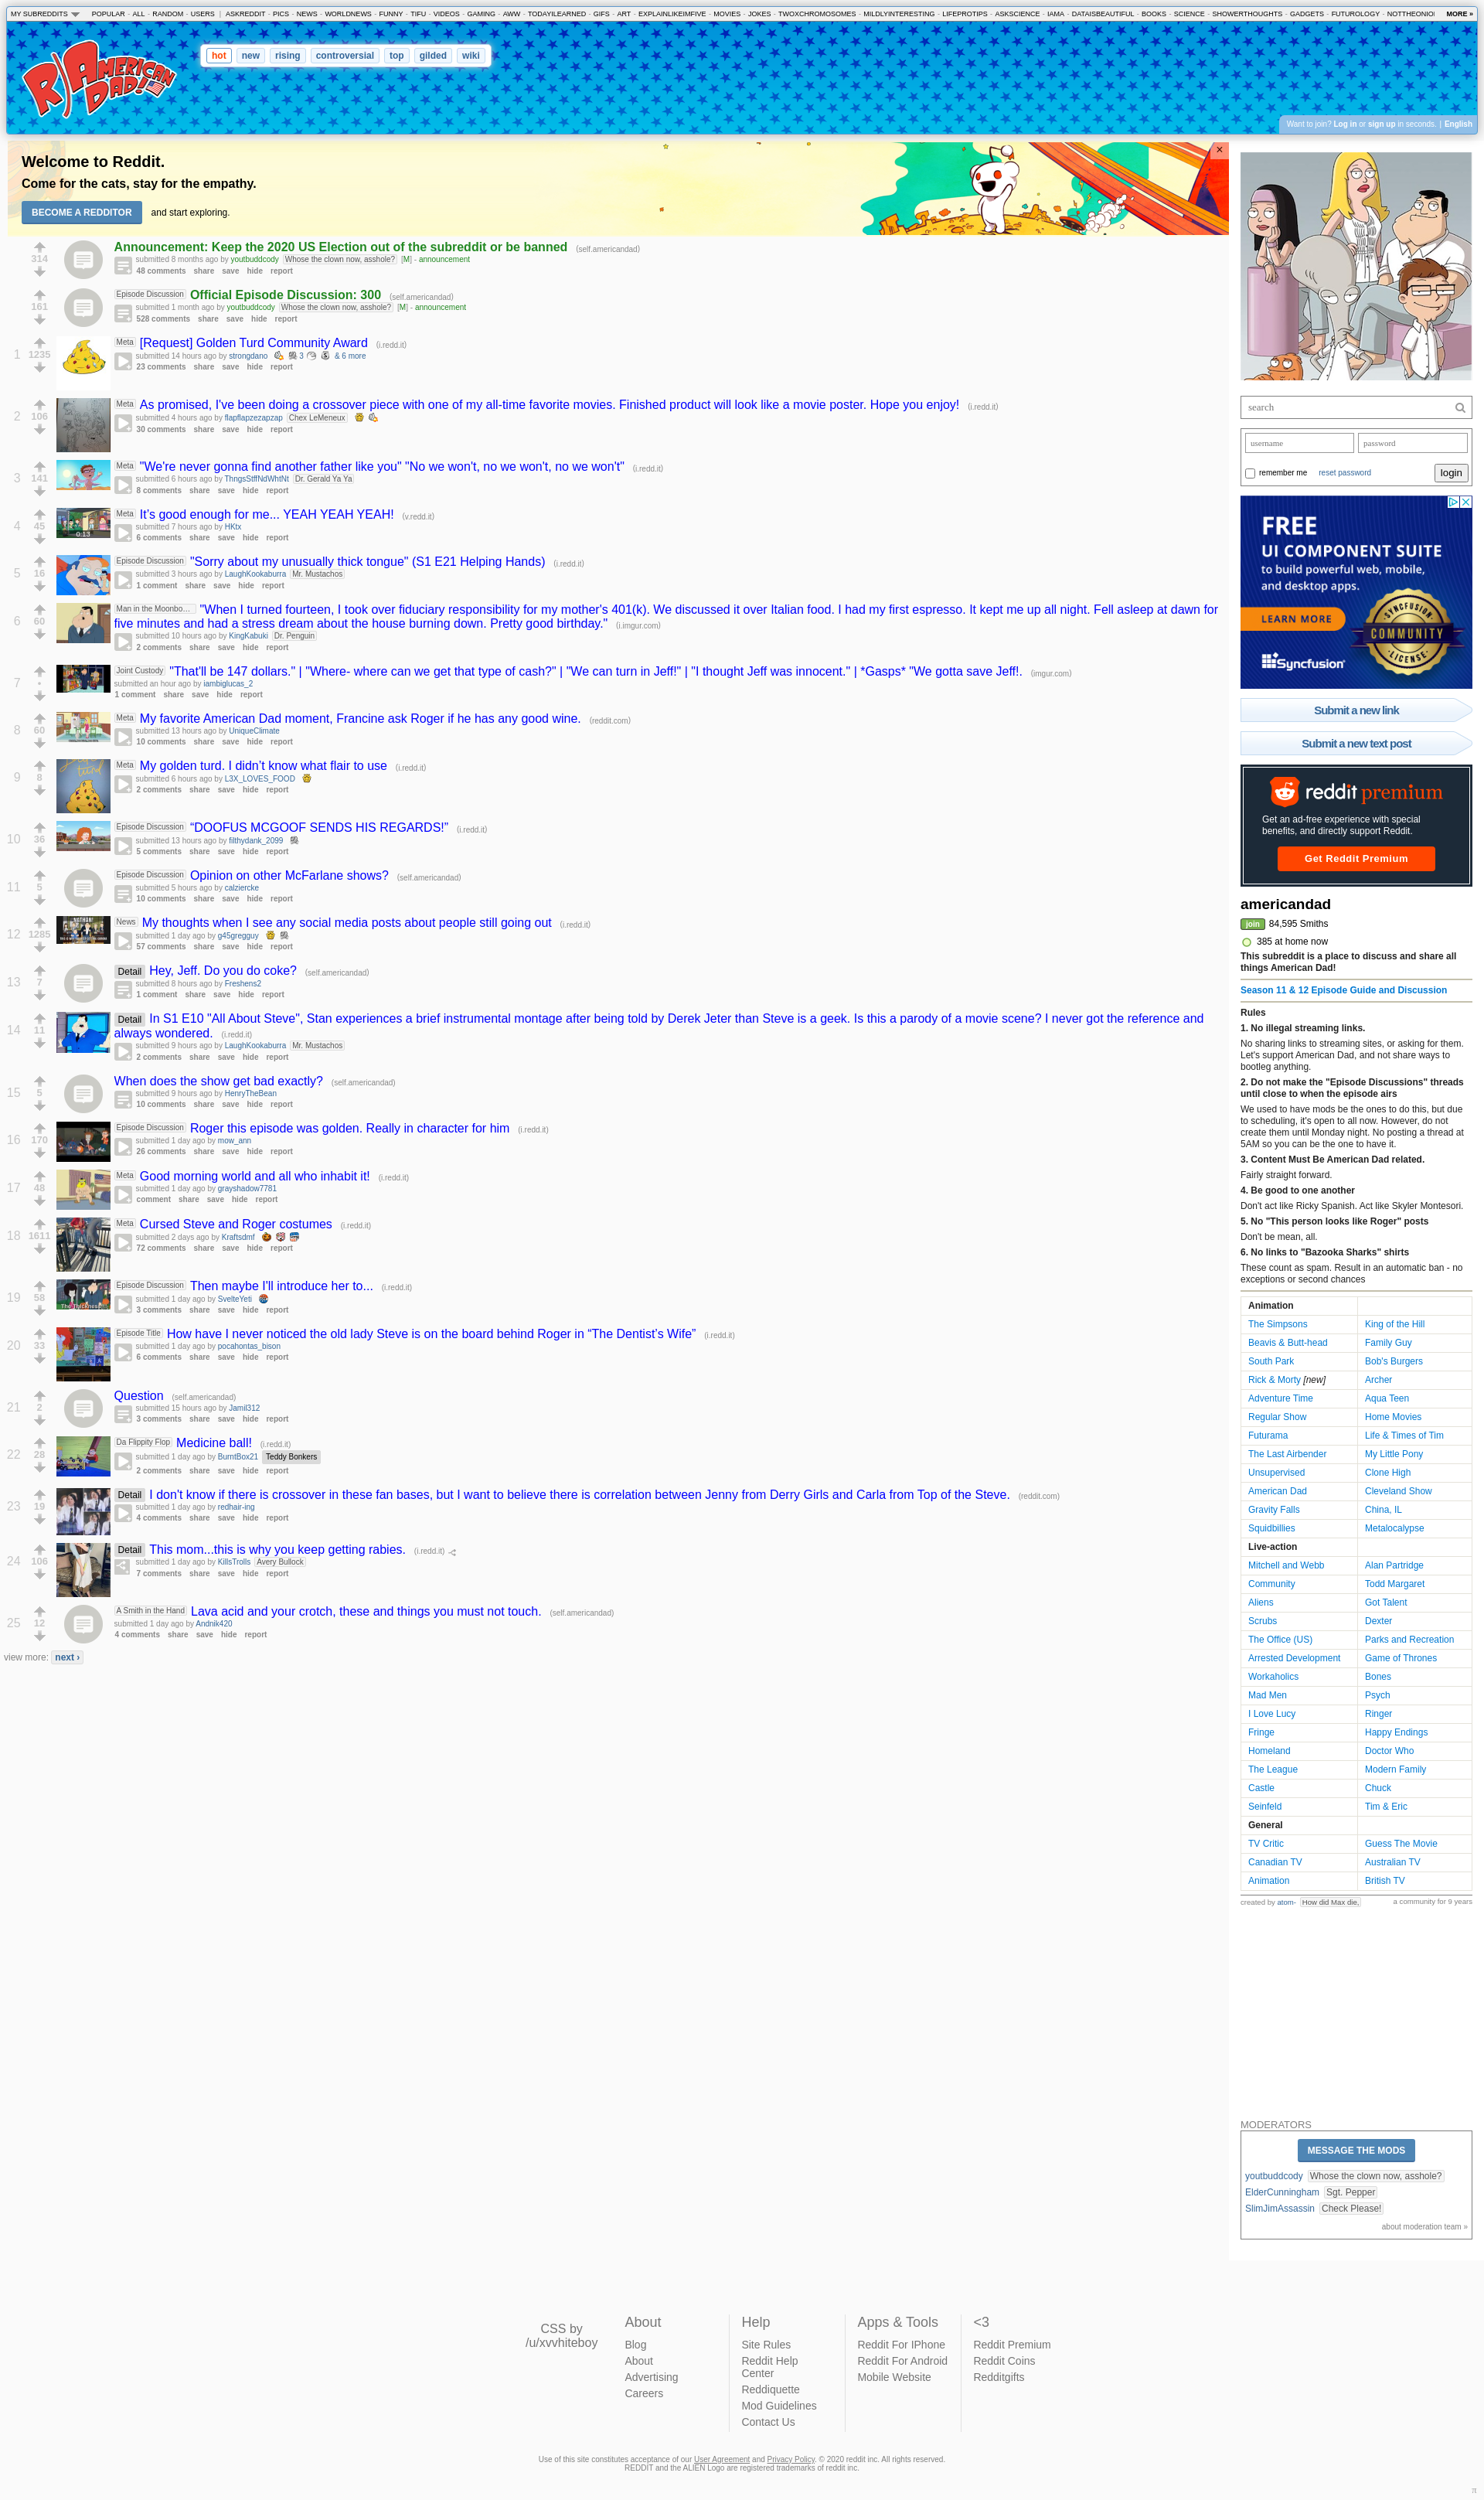 MY SUBREDDITS POPULAR - ALL - RANDOM - USERS | ASKREDDIT - PICS - NEWS - WORLDNEWS - FUNNY - TIFU - VIDEOS - GAMING - AWW - TODAYILEARNED - GIFS - ART - EXPLAINLIKEIMFIVE - MOVIES - JOKES - TWOXCHROMOSOMES - MILDLYINTERESTING - LIFEPROTIPS - ASKSCIENCE - IAMA - DATAISBEAUTIFUL - BOOKS - SCIENCE - SHOWERTHOUGHTS - GADGETS - FUTUROLOGY - NOTTHEONION MORE »
R/AMERICAN DAD!
hot new rising controversial top gilded wiki
Want to join? Log in or sign up in seconds. | English
Welcome to Reddit.
Come for the cats, stay for the empathy.
BECOME A REDDITOR and start exploring.
314
Announcement: Keep the 2020 US Election out of the subreddit or be banned (self.americandad)
submitted 8 months ago by youtbuddcody Whose the clown now, asshole? [M] - announcement
48 comments share save hide report
161
Episode Discussion Official Episode Discussion: 300 (self.americandad)
submitted 1 month ago by youtbuddcody Whose the clown now, asshole? [M] - announcement
528 comments share save hide report
1 1235
Meta [Request] Golden Turd Community Award (i.redd.it)
submitted 14 hours ago by strongdano 3 & 6 more
23 comments share save hide report
2 106
Meta As promised, I've been doing a crossover piece with one of my all-time favorite movies. Finished product will look like a movie poster. Hope you enjoy! (i.redd.it)
submitted 4 hours ago by flapflapzezapzap Chex LeMeneux
30 comments share save hide report
3 141
Meta "We're never gonna find another father like you" "No we won't, no we won't, no we won't" (i.redd.it)
submitted 6 hours ago by ThngsStffNdWhtNt Dr. Gerald Ya Ya
8 comments share save hide report
4 45
0:13
Meta It's good enough for me... YEAH YEAH YEAH! (v.redd.it)
submitted 7 hours ago by HKtx
6 comments share save hide report
5 16
Episode Discussion "Sorry about my unusually thick tongue" (S1 E21 Helping Hands) (i.redd.it)
submitted 3 hours ago by LaughKookaburra Mr. Mustachos
1 comment share save hide report
6 60
Man in the Moonbo... "When I turned fourteen, I took over fiduciary responsibility for my mother's 401(k). We discussed it over Italian food. I had my first espresso. It kept me up all night. Fell asleep at dawn for
five minutes and had a stress dream about the house burning down. Pretty good birthday." (i.imgur.com)
submitted 10 hours ago by KingKabuki Dr. Penguin
2 comments share save hide report
7 •
Joint Custody "That'll be 147 dollars." | "Where- where can we get that type of cash?" | "We can turn in Jeff!" | "I thought Jeff was innocent." | *Gasps* "We gotta save Jeff!. (imgur.com)
submitted an hour ago by iambiglucas_2
1 comment share save hide report
8 60
Meta My favorite American Dad moment, Francine ask Roger if he has any good wine. (reddit.com)
submitted 13 hours ago by UniqueClimate
10 comments share save hide report
9 8
Meta My golden turd. I didn't know what flair to use (i.redd.it)
submitted 6 hours ago by L3X_LOVES_FOOD
2 comments share save hide report
10 36
Episode Discussion “DOOFUS MCGOOF SENDS HIS REGARDS!” (i.redd.it)
submitted 13 hours ago by filthydank_2099
5 comments share save hide report
11 5
Episode Discussion Opinion on other McFarlane shows? (self.americandad)
submitted 5 hours ago by calziercke
10 comments share save hide report
12 1285
News My thoughts when I see any social media posts about people still going out (i.redd.it)
submitted 1 day ago by g45gregguy
57 comments share save hide report
13 7
Detail Hey, Jeff. Do you do coke? (self.americandad)
submitted 8 hours ago by Freshens2
1 comment share save hide report
14 11
Detail In S1 E10 "All About Steve", Stan experiences a brief instrumental montage after being told by Derek Jeter than Steve is a geek. Is this a parody of a movie scene? I never got the reference and
always wondered. (i.redd.it)
submitted 9 hours ago by LaughKookaburra Mr. Mustachos
2 comments share save hide report
15 5
When does the show get bad exactly? (self.americandad)
submitted 9 hours ago by HenryTheBean
10 comments share save hide report
16 170
Episode Discussion Roger this episode was golden. Really in character for him (i.redd.it)
submitted 1 day ago by mow_ann
26 comments share save hide report
17 48
Meta Good morning world and all who inhabit it! (i.redd.it)
submitted 1 day ago by grayshadow7781
comment share save hide report
18 1611
Meta Cursed Steve and Roger costumes (i.redd.it)
submitted 2 days ago by Kraftsdmf
72 comments share save hide report
19 58
Episode Discussion Then maybe I'll introduce her to... (i.redd.it)
submitted 1 day ago by SvelteYeti
3 comments share save hide report
20 33
Episode Title How have I never noticed the old lady Steve is on the board behind Roger in “The Dentist’s Wife” (i.redd.it)
submitted 1 day ago by pocahontas_bison
6 comments share save hide report
21 2
Question (self.americandad)
submitted 15 hours ago by Jamil312
3 comments share save hide report
22 28
Da Flippity Flop Medicine ball! (i.redd.it)
submitted 1 day ago by BurntBox21 Teddy Bonkers
2 comments share save hide report
23 19
Detail I don't know if there is crossover in these fan bases, but I want to believe there is correlation between Jenny from Derry Girls and Carla from Top of the Steve. (reddit.com)
submitted 1 day ago by redhair-ing
4 comments share save hide report
24 106
Detail This mom...this is why you keep getting rabies. (i.redd.it)
submitted 1 day ago by KillsTrolls Avery Bullock
7 comments share save hide report
25 12
A Smith in the Hand Lava acid and your crotch, these and things you must not touch. (self.americandad)
submitted 1 day ago by Andnik420
4 comments share save hide report
view more: next ›
search
username password
remember me reset password login
FREE
UI COMPONENT SUITE
to build powerful web, mobile,
and desktop apps.
LEARN MORE
SYNCFUSION
COMMUNITY
LICENSE
Syncfusion
Submit a new link
Submit a new text post
reddit premium
Get an ad-free experience with special
benefits, and directly support Reddit.
Get Reddit Premium
americandad
join 84,595 Smiths
385 at home now
This subreddit is a place to discuss and share all
things American Dad!
Season 11 & 12 Episode Guide and Discussion
Rules
1. No illegal streaming links.
No sharing links to streaming sites, or asking for them.
Let's support American Dad, and not share ways to
bootleg anything.
2. Do not make the "Episode Discussions" threads
until close to when the episode airs
We used to have mods be the ones to do this, but due
to scheduling, it's open to all now. However, do not
create them until Monday night. No posting a thread at
5AM so you can be the one to have it.
3. Content Must Be American Dad related.
Fairly straight forward.
4. Be good to one another
Don't act like Ricky Spanish. Act like Skyler Montesori.
5. No "This person looks like Roger" posts
Don't be mean, all.
6. No links to "Bazooka Sharks" shirts
These count as spam. Result in an automatic ban - no
exceptions or second chances
Animation
The Simpsons King of the Hill
Beavis & Butt-head Family Guy
South Park Bob's Burgers
Rick & Morty [new] Archer
Adventure Time Aqua Teen
Regular Show Home Movies
Futurama Life & Times of Tim
The Last Airbender My Little Pony
Unsupervised Clone High
American Dad Cleveland Show
Gravity Falls China, IL
Squidbillies Metalocalypse
Live-action
Mitchell and Webb Alan Partridge
Community Todd Margaret
Aliens Got Talent
Scrubs Dexter
The Office (US) Parks and Recreation
Arrested Development Game of Thrones
Workaholics Bones
Mad Men Psych
I Love Lucy Ringer
Fringe Happy Endings
Homeland Doctor Who
The League Modern Family
Castle Chuck
Seinfeld Tim & Eric
General
TV Critic Guess The Movie
Canadian TV Australian TV
Animation British TV
created by atom- How did Max die, a community for 9 years
MODERATORS
MESSAGE THE MODS
youtbuddcody Whose the clown now, asshole?
ElderCunningham Sgt. Pepper
SlimJimAssassin Check Please!
about moderation team »
CSS by
/u/xvvhiteboy
About
Blog
About
Advertising
Careers
Help
Site Rules
Reddit Help
Center
Reddiquette
Mod Guidelines
Contact Us
Apps & Tools
Reddit For IPhone
Reddit For Android
Mobile Website
<3
Reddit Premium
Reddit Coins
Redditgifts
Use of this site constitutes acceptance of our User Agreement and Privacy Policy. © 2020 reddit inc. All rights reserved.
REDDIT and the ALIEN Logo are registered trademarks of reddit inc.
π